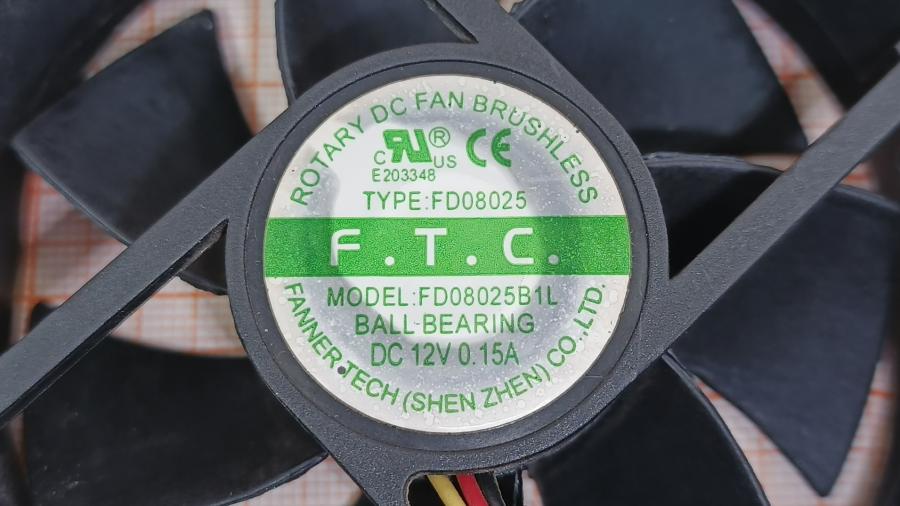 ROTARY DC FAN BRUSHLESS
C RU® US CE
E203348
TYPE:FD08025
F.T.C.
MODEL:FD08025B1L
BALL-BEARING
DC 12V 0.15A
FANNER.TECH (SHEN ZHEN) CO.,LTD.